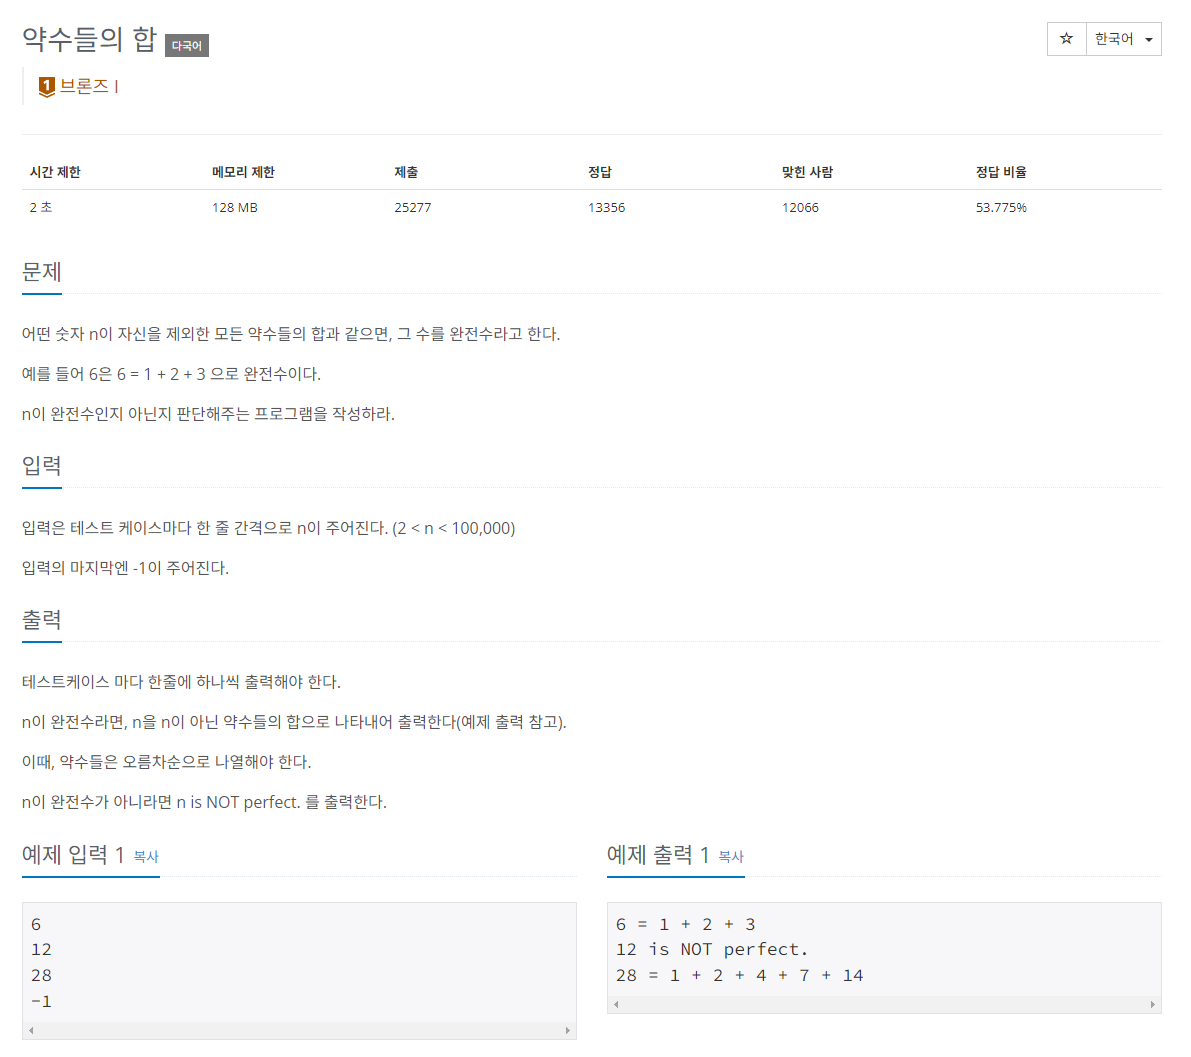 약수들의 합 다국어
☆ 한국어
1 브론즈 I
시간 제한 메모리 제한 제출 정답 맞힌 사람 정답 비율
2 초 128 MB 25277 13356 12066 53.775%
문제
어떤 숫자 n이 자신을 제외한 모든 약수들의 합과 같으면, 그 수를 완전수라고 한다.
예를 들어 6은 6 = 1 + 2 + 3 으로 완전수이다.
n이 완전수인지 아닌지 판단해주는 프로그램을 작성하라.
입력
입력은 테스트 케이스마다 한 줄 간격으로 n이 주어진다. (2 < n < 100,000)
입력의 마지막엔 -1이 주어진다.
출력
테스트케이스 마다 한줄에 하나씩 출력해야 한다.
n이 완전수라면, n을 n이 아닌 약수들의 합으로 나타내어 출력한다(예제 출력 참고).
이때, 약수들은 오름차순으로 나열해야 한다.
n이 완전수가 아니라면 n is NOT perfect. 를 출력한다.
예제 입력 1 복사
6
12
28
-1
예제 출력 1 복사
6 = 1 + 2 + 3
12 is NOT perfect.
28 = 1 + 2 + 4 + 7 + 14